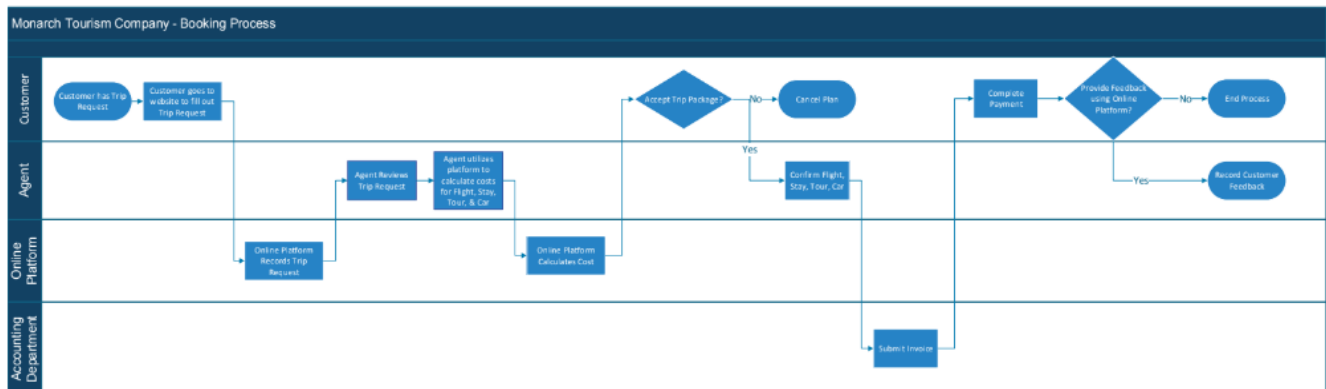 Monarch Tourism Company - Booking Process
Customer
Customer has Trip
Request
Customer goes to
website to fill out
Trip Request
Accept Trip Package?
No
Cancel Plan
Yes
Complete
Payment
Provide Feedback
using Online
Platform?
No
End Process
Yes
Agent
Agent Reviews
Trip Request
Agent utilizes
platform to
calculate costs
for Flight, Stay,
Tour, & Car
Confirm Flight,
Stay, Tour, Car
Record Customer
Feedback
Online
Platform
Online Platform
Records Trip
Request
Online Platform
Calculates Cost
Accounting
Department
Submit Invoice